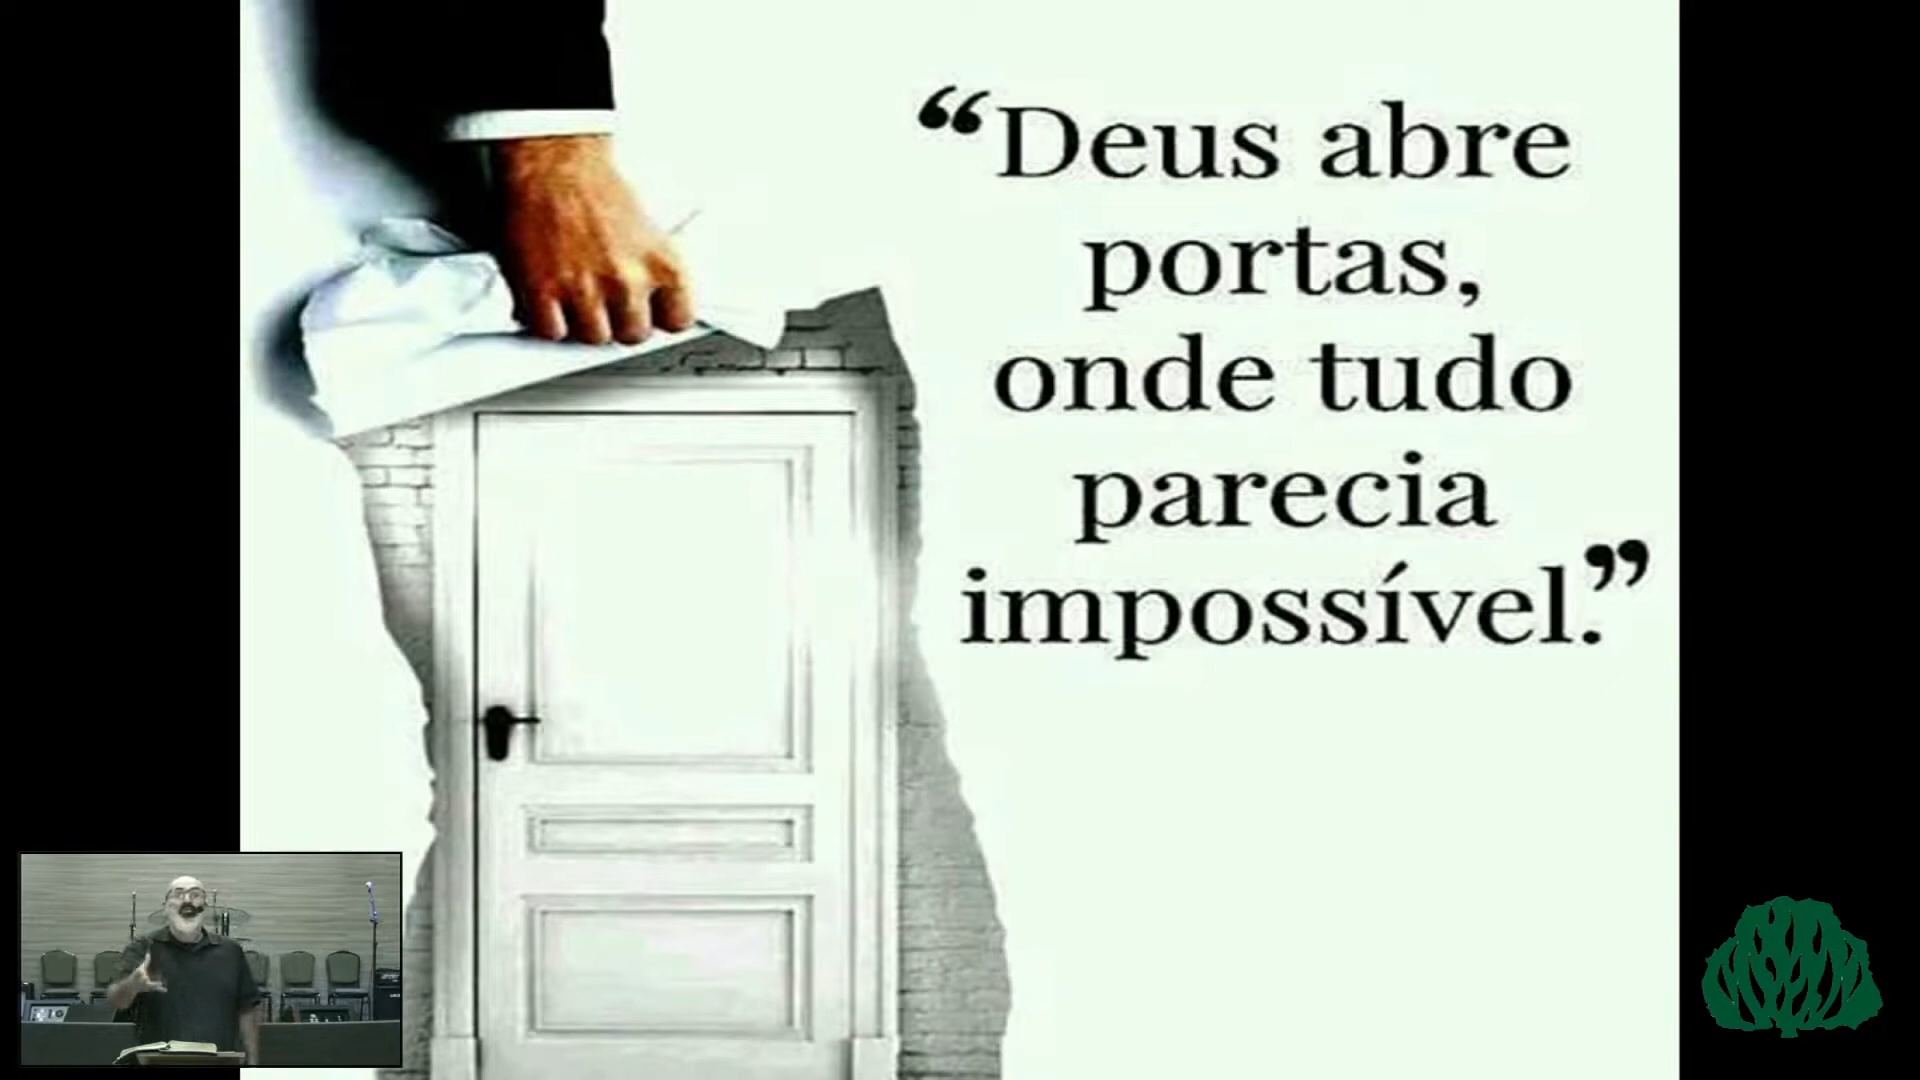 “Deus abre
portas,
onde tudo
parecia
impossível.”